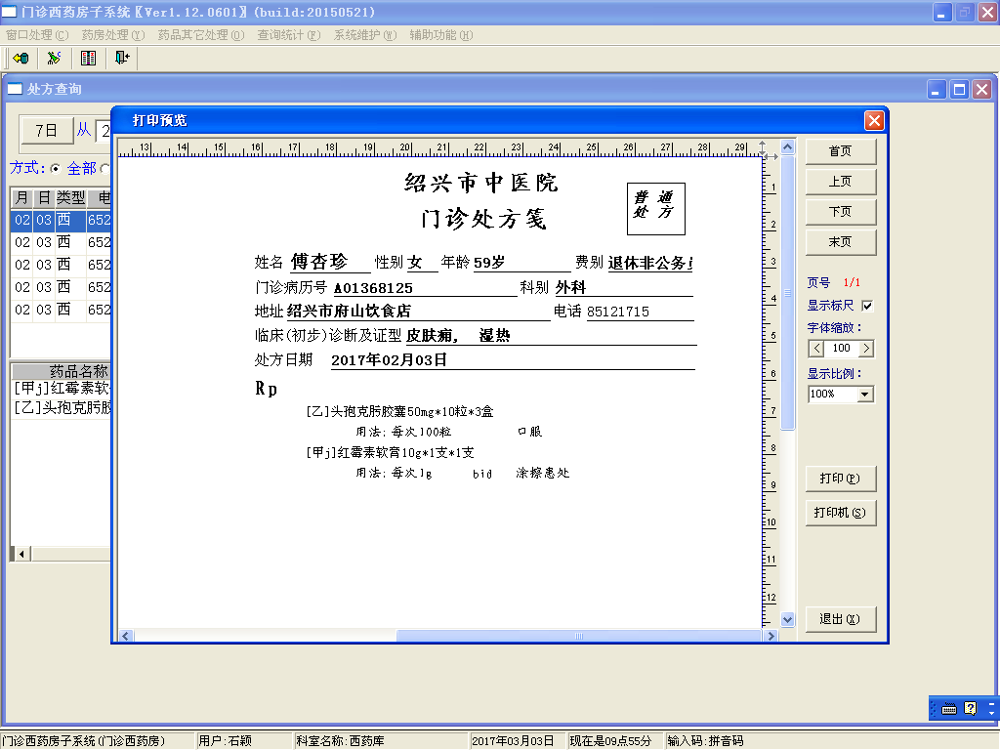 门诊西药房子系统〖Ver1.12.0601〗(build:20150521)
窗口处理(C) 药房处理(Y) 药品其它处理(O) 查询统计(P) 系统维护(W) 辅助功能(H)
处方查询
7日 从 2
方式: 全部
月 日 类型 电
02 03 西 652
02 03 西 652
02 03 西 652
02 03 西 652
02 03 西 652
药品名称
[甲j]红霉素软
[乙]头孢克肟胶
打印预览
13 14 15 16 17 18 19 20 21 22 23 24 25 26 27 28 29
绍兴市中医院
门诊处方笺
普通
处方
姓名 傅杏珍 性别 女 年龄 59岁 费别 退休非公务员
门诊病历号 A01368125 科别 外科
地址 绍兴市府山饮食店 电话 85121715
临床(初步)诊断及证型 皮肤病, 湿热
处方日期 2017年02月03日
Rp
[乙]头孢克肟胶囊50mg*10粒*3盒
用法: 每次100粒 口服
[甲j]红霉素软膏10g*1支*1支
用法: 每次1g bid 涂擦患处
1
2
3
4
5
6
7
8
9
10
11
12
首页
上页
下页
末页
页号 1/1
显示标尺
字体缩放:
< 100 >
显示比例:
100%
打印(P)
打印机(S)
退出(X)
门诊西药房子系统(门诊西药房) 用户:石颖 科室名称:西药库 2017年03月03日 现在是09点55分 输入码:拼音码